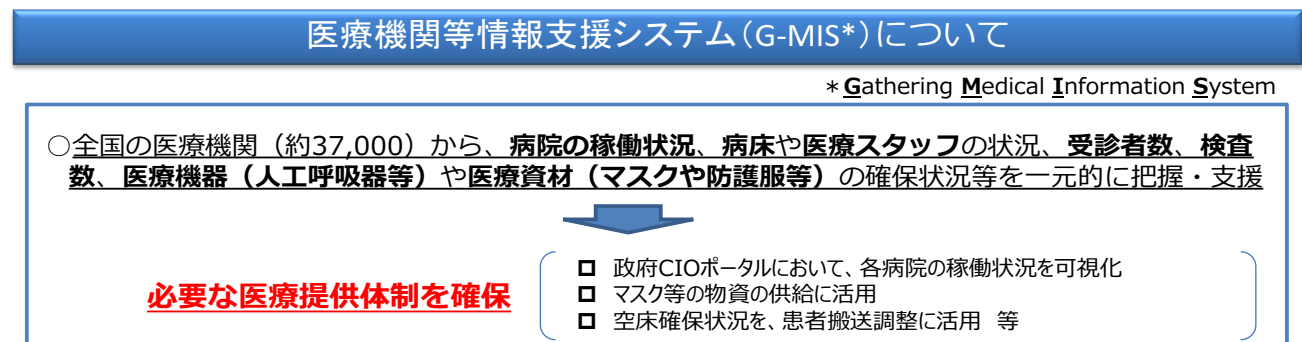 医療機関等情報支援システム（G-MIS*）について
＊Gathering Medical Information System
○全国の医療機関（約37,000）から、病院の稼働状況、病床や医療スタッフの状況、受診者数、検査
数、医療機器（人工呼吸器等）や医療資材（マスクや防護服等）の確保状況等を一元的に把握・支援
必要な医療提供体制を確保
政府CIOポータルにおいて、各病院の稼働状況を可視化
マスク等の物資の供給に活用
空床確保状況を、患者搬送調整に活用 等